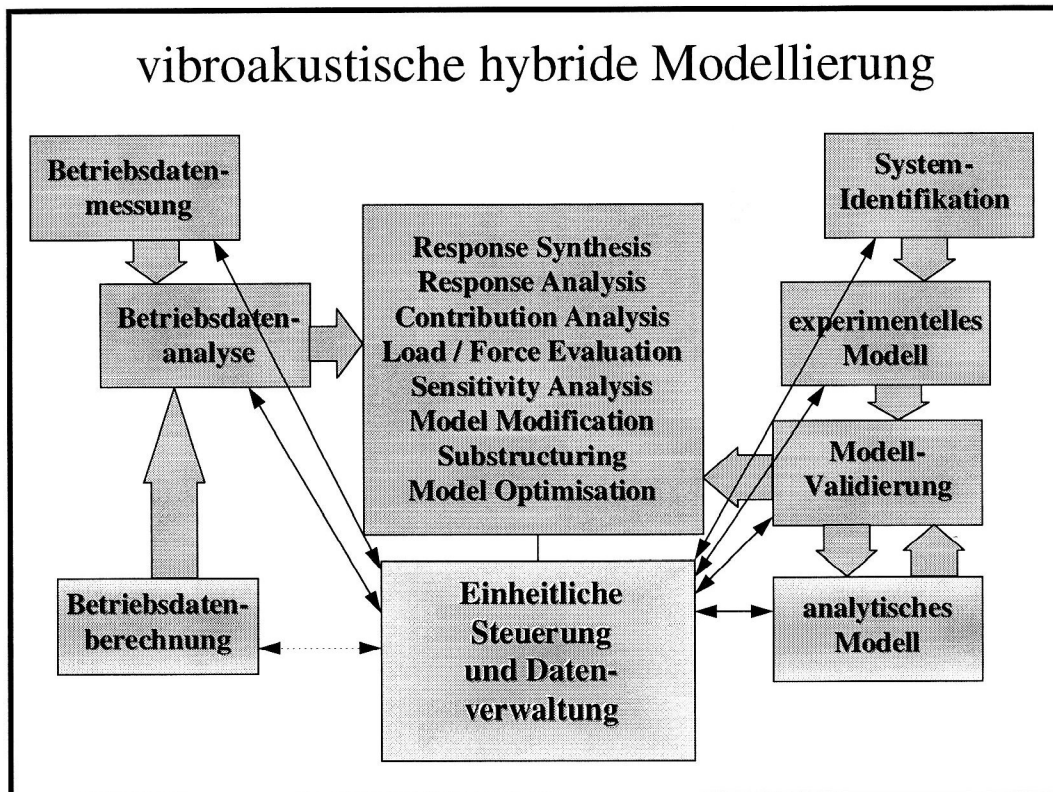 vibroakustische hybride Modellierung
Betriebsdaten-
messung
System-
Identifikation
Response Synthesis
Response Analysis
Contribution Analysis
Load / Force Evaluation
Sensitivity Analysis
Model Modification
Substructuring
Model Optimisation
Betriebsdaten-
analyse
experimentelles
Modell
Modell-
Validierung
Betriebsdaten-
berechnung
Einheitliche
Steuerung
und Daten-
verwaltung
analytisches
Modell